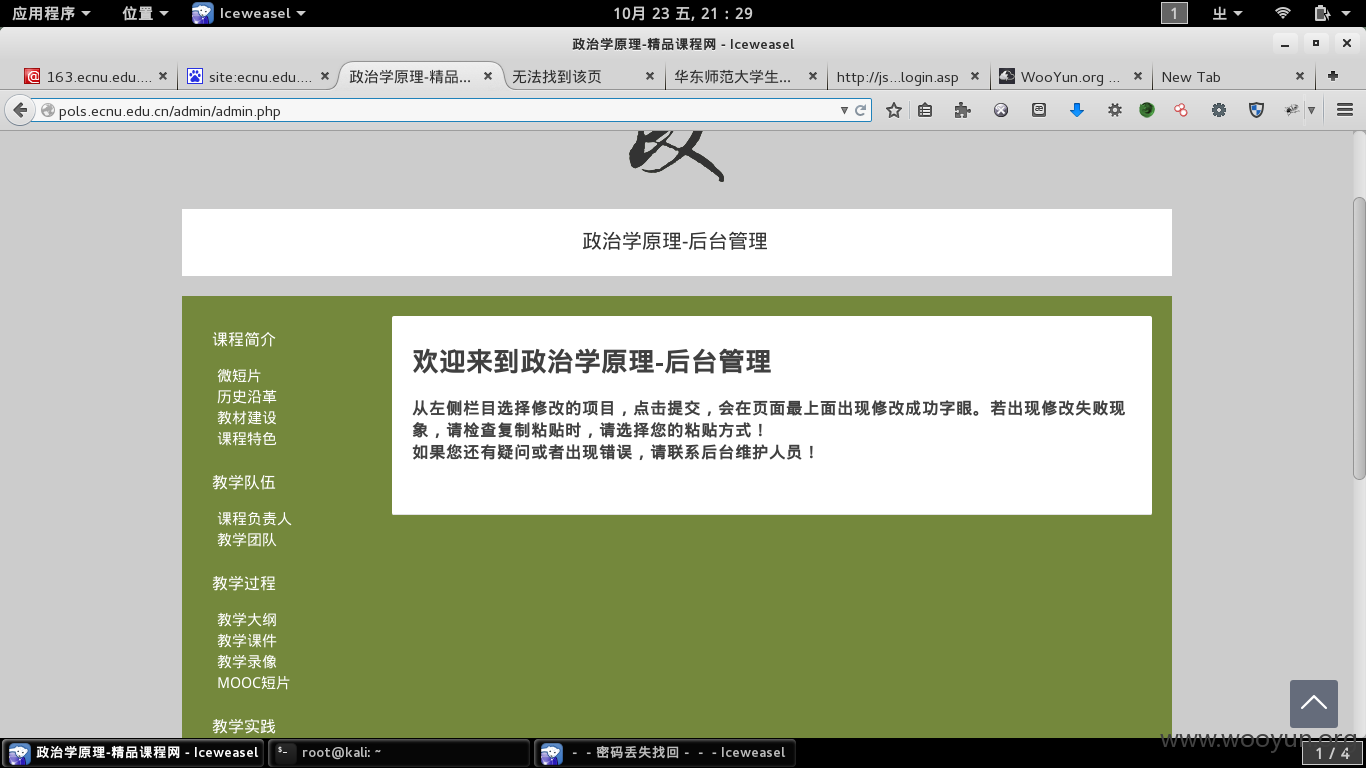 应用程序 位置 Iceweasel 10月 23 五, 21：29 1
政治学原理-精品课程网 - Iceweasel
163.ecnu.edu.... site:ecnu.edu.... 政治学原理-精品... 无法找到该页 华东师范大学生... http://js...login.asp WooYun.org ... New Tab
pols.ecnu.edu.cn/admin/admin.php
政治学原理-后台管理
课程简介
微短片
历史沿革
教材建设
课程特色
教学队伍
课程负责人
教学团队
教学过程
教学大纲
教学课件
教学录像
MOOC短片
教学实践
欢迎来到政治学原理-后台管理
从左侧栏目选择修改的项目，点击提交，会在页面最上面出现修改成功字眼。若出现修改失败现
象，请检查复制粘贴时，请选择您的粘贴方式！
如果您还有疑问或者出现错误，请联系后台维护人员！
www.wooyun.org
政治学原理-精品课程网 - Iceweasel root@kali: ~ - - 密码丢失找回 - - - Iceweasel 1 / 4